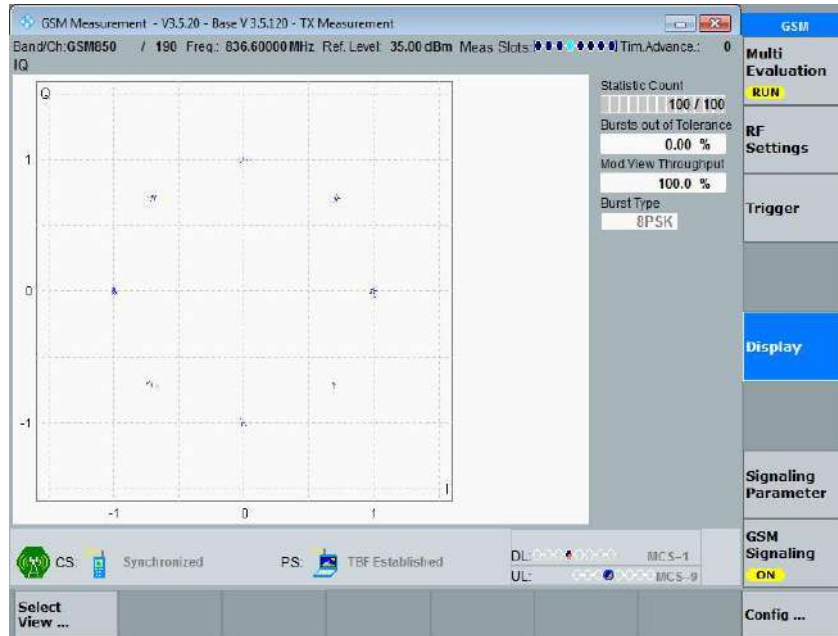 GSM Measurement - V3.5.20 - Base V 3.5.120 - TX Measurement
GSM
Band/Ch:GSM850 / 190 Freq.: 836.60000 MHz Ref. Level: 35.00 dBm Meas Slots: Tim.Advance.: 0
IQ
Multi
Evaluation
RUN
RF
Settings
Trigger
Display
Signaling
Parameter
GSM
Signaling
ON
Config ...
Statistic Count
100 / 100
Bursts out of Tolerance
0.00 %
Mod View Throughput
100.0 %
Burst Type
8PSK
Q
1
0
-1
I
-1 0 1
CS: Synchronized PS: TBF Established
DL: MCS-1
UL: MCS-9
Select
View ...